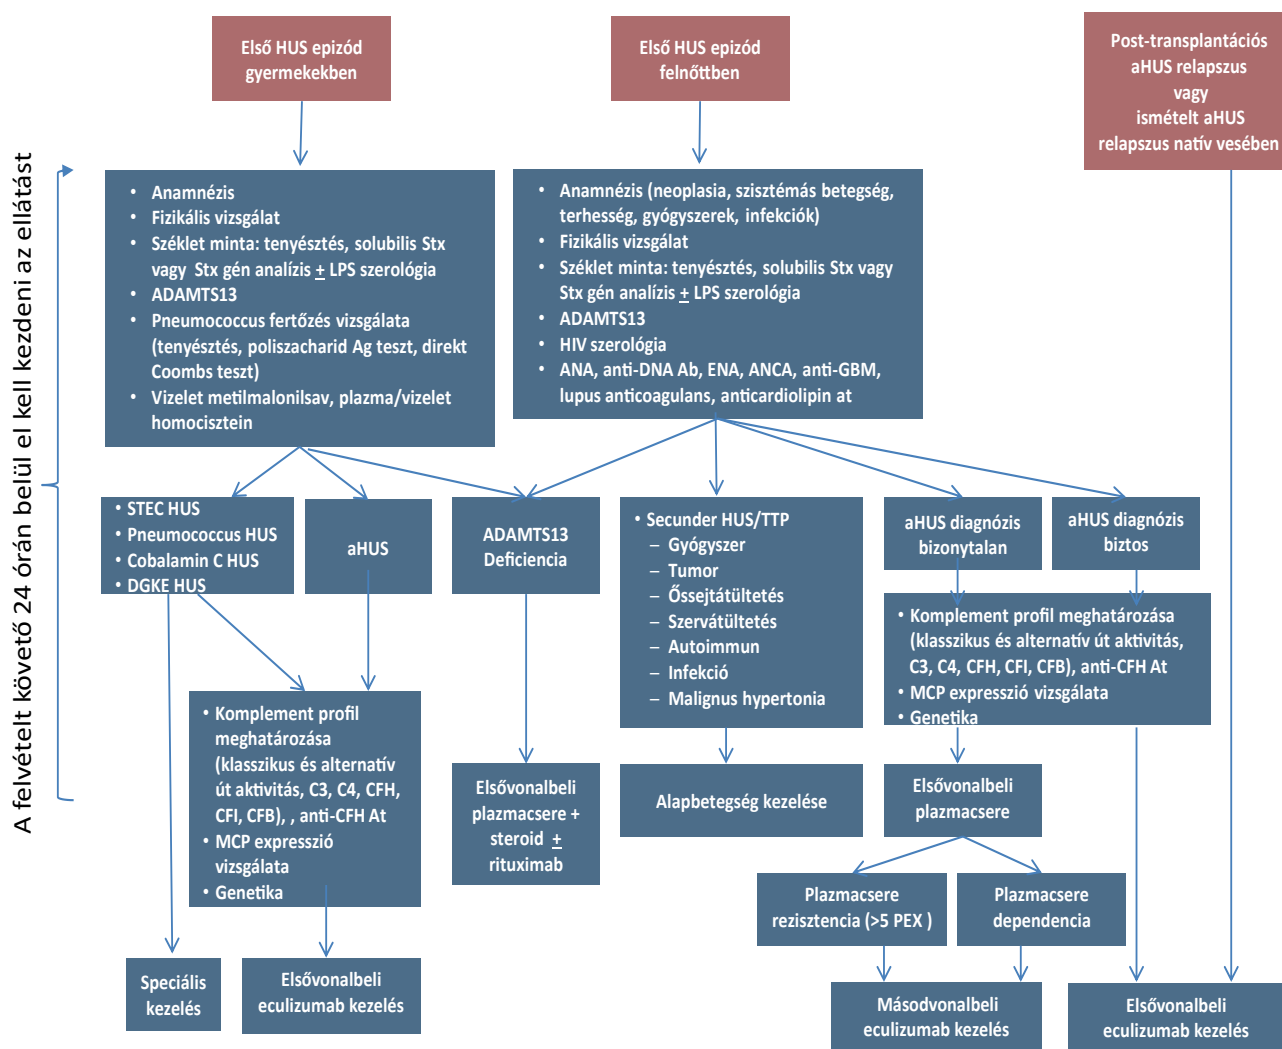 Első HUS epizód
gyermekekben
Első HUS epizód
felnőttben
Post-transplantációs
aHUS relapszus
vagy
ismételt aHUS
relapszus natív vesében
A felvételt követő 24 órán belül el kell kezdeni az ellátást
• Anamnézis
• Fizikális vizsgálat
• Széklet minta: tenyésztés, solubilis Stx
vagy Stx gén analízis ± LPS szerológia
• ADAMTS13
• Pneumococcus fertőzés vizsgálata
(tenyésztés, poliszacharid Ag teszt, direkt
Coombs teszt)
• Vizelet metilmalonilsav, plazma/vizelet
homocisztein
• Anamnézis (neoplasia, szisztémás betegség,
terhesség, gyógyszerek, infekciók)
• Fizikális vizsgálat
• Széklet minta: tenyésztés, solubilis Stx vagy
Stx gén analízis ± LPS szerológia
• ADAMTS13
• HIV szerológia
• ANA, anti-DNA Ab, ENA, ANCA, anti-GBM,
lupus anticoagulans, anticardiolipin at
• STEC HUS
• Pneumococcus HUS
• Cobalamin C HUS
• DGKE HUS
aHUS
ADAMTS13
Deficiencia
• Secunder HUS/TTP
– Gyógyszer
– Tumor
– Őssejtátültetés
– Szervátültetés
– Autoimmun
– Infekció
– Malignus hypertonia
aHUS diagnózis
bizonytalan
aHUS diagnózis
biztos
• Komplement profil meghatározása
(klasszikus és alternatív út aktivitás,
C3, C4, CFH, CFI, CFB), anti-CFH At
• MCP expresszió vizsgálata
• Genetika
• Komplement profil
meghatározása
(klasszikus és alternatív
út aktivitás, C3, C4, CFH,
CFI, CFB), , anti-CFH At
• MCP expresszió
vizsgálata
• Genetika
Elsővonalbeli
plazmacsere +
steroid ±
rituximab
Alapbetegség kezelése
Elsővonalbeli
plazmacsere
Plazmacsere
rezisztencia (>5 PEX )
Plazmacsere
dependencia
Speciális
kezelés
Elsővonalbeli
eculizumab kezelés
Másodvonalbeli
eculizumab kezelés
Elsővonalbeli
eculizumab kezelés